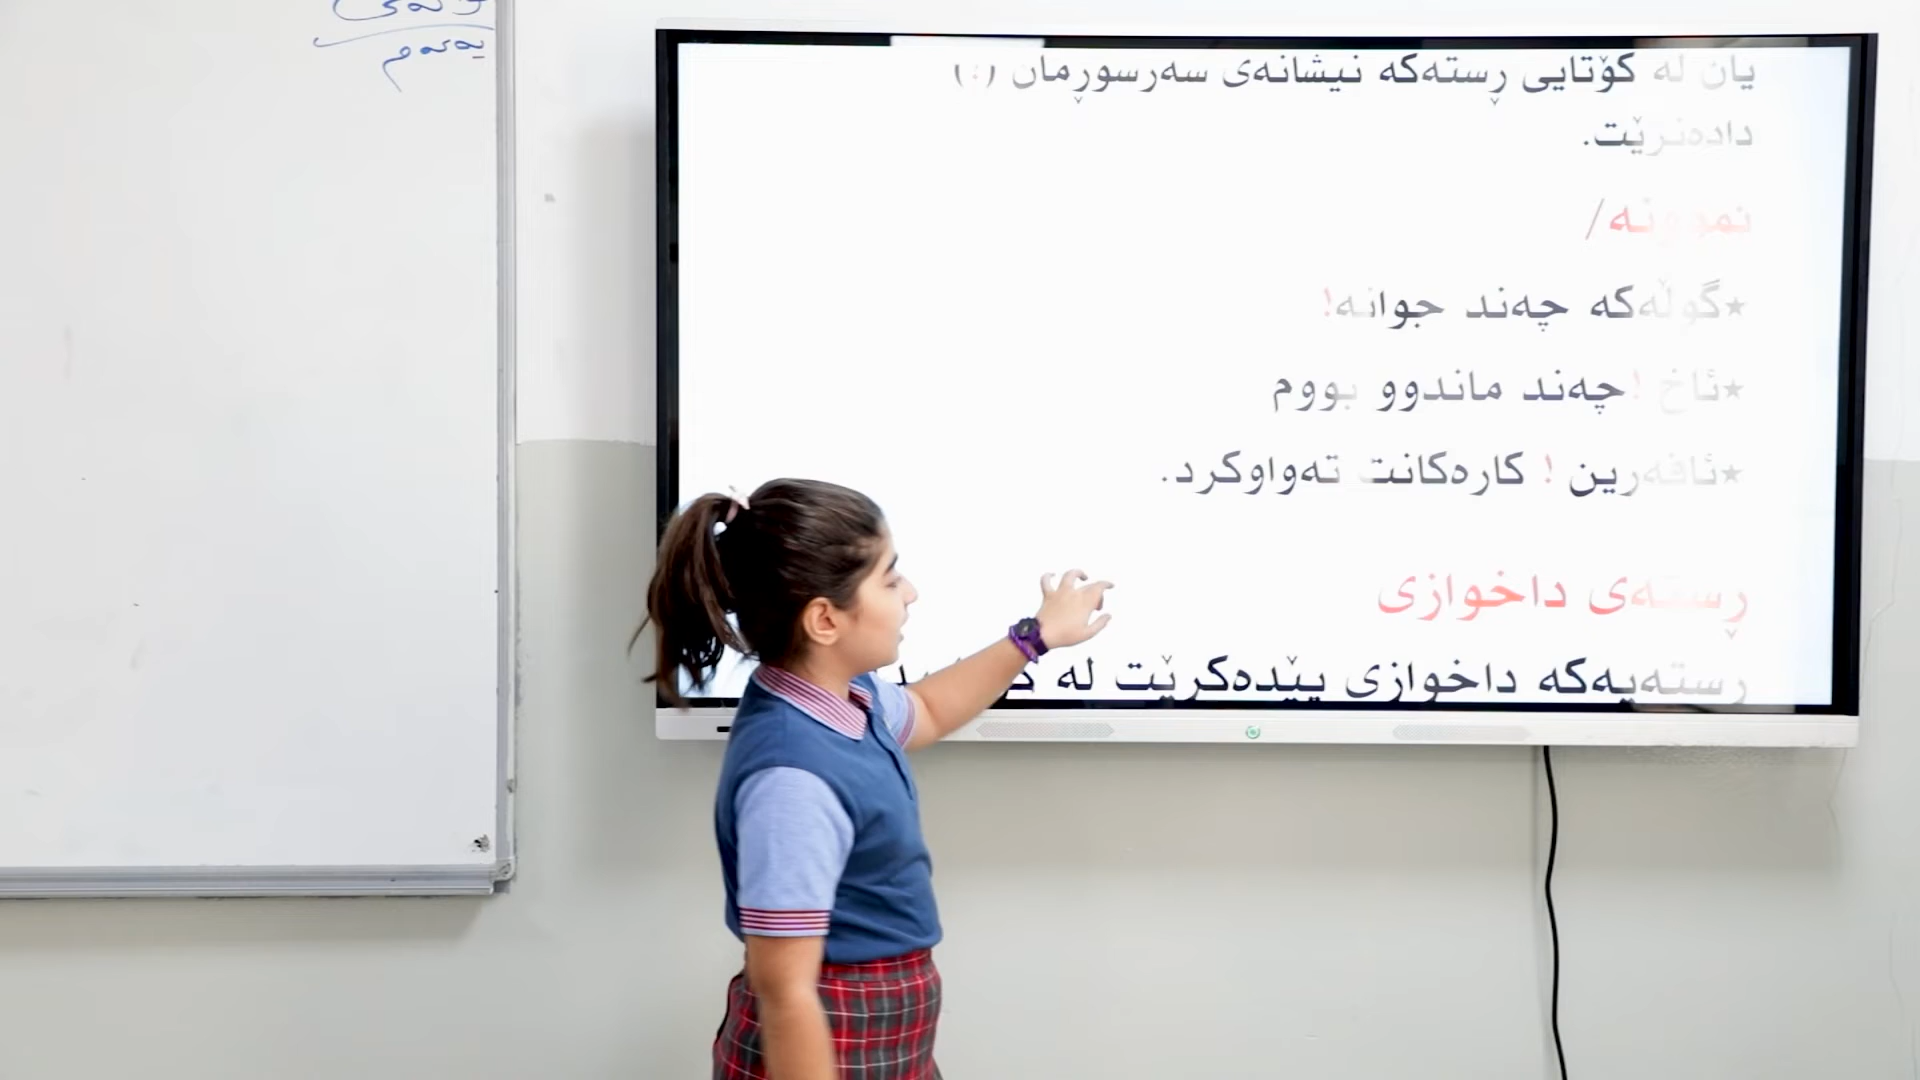 یان لە کۆتایی ڕستەکە نیشانەی سەرسوڕمان (!)
دادەنرێت.
نموونە/
★گوڵەکە چەند جوانە!
★ئاخ !چەند ماندوو بووم
★ئافەرین ! کارەکانت تەواوکرد.
ڕستەی داخوازی
ڕستەیەکە داخوازی پێدەکرێت لە